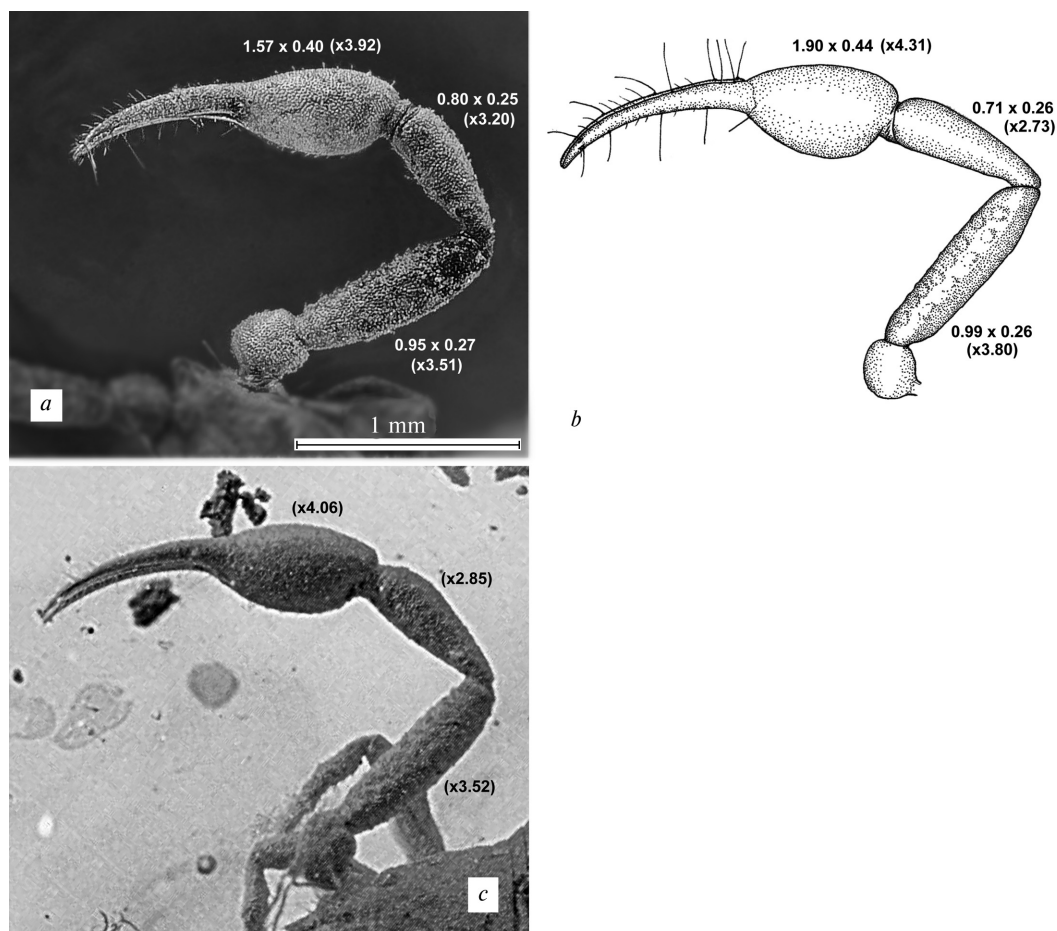 1.57 x 0.40 (x3.92)
0.80 x 0.25
(x3.20)
0.95 x 0.27
(x3.51)
a
1 mm
1.90 x 0.44 (x4.31)
0.71 x 0.26
(x2.73)
0.99 x 0.26
(x3.80)
b
(x4.06)
(x2.85)
(x3.52)
c